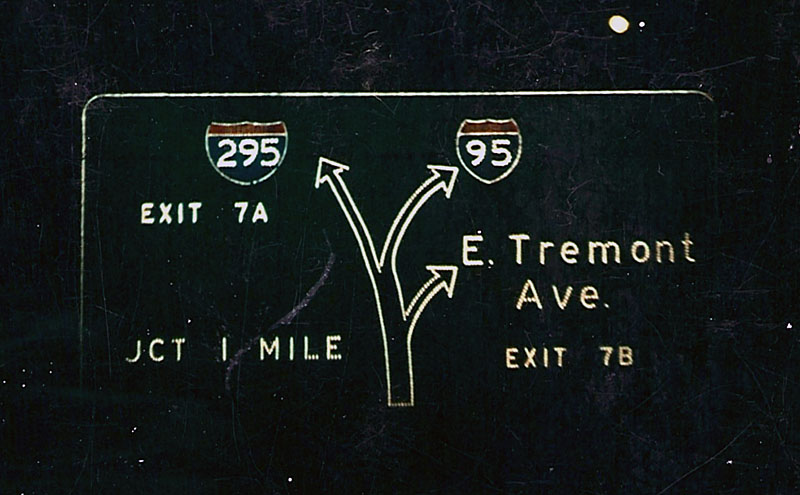 295
95
EXIT 7A
E. Tremont
Ave.
JCT 1 MILE
EXIT 7B